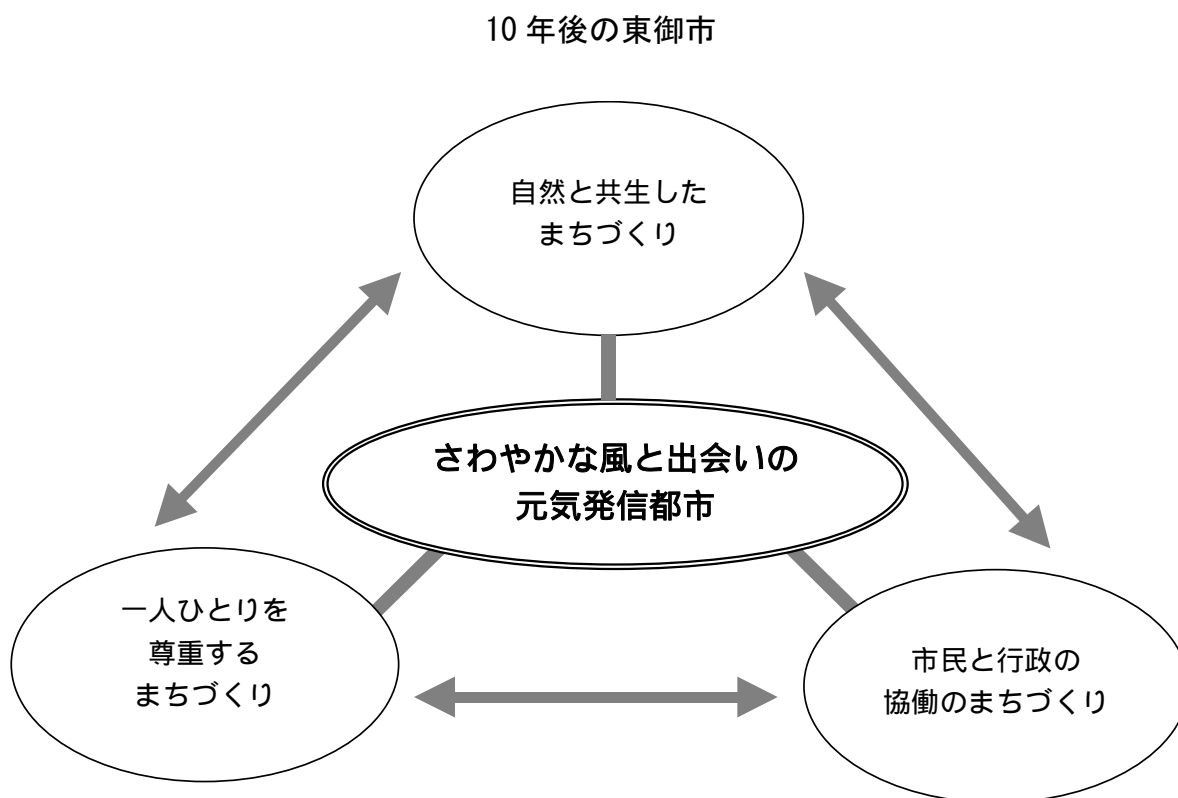 10年後の東御市
自然と共生した
まちづくり
さわやかな風と出会いの
元気発信都市
一人ひとりを
尊重する
まちづくり
市民と行政の
協働のまちづくり